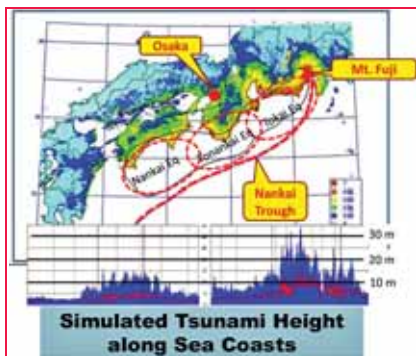 Osaka
Mt. Fuji
Nankai Eq
Tonankai Eq
Tokai Eq
Nankai
Trough
30 m
20 m
10 m
Simulated Tsunami Height
along Sea Coasts